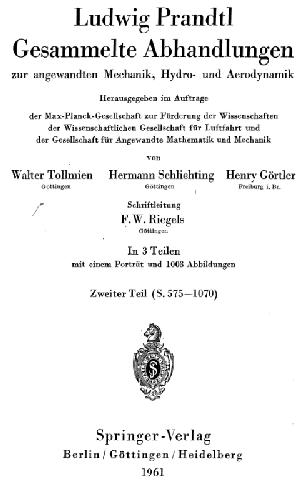 Ludwig Prandtl
Gesammelte Abhandlungen
zur angewandten Mechanik, Hydro- und Aerodynamik
Herausgegeben im Auftrage
der Max-Planck-Gesellschaft zur Förderung der Wissenschaften
der Wissenschaftlichen Gesellschaft für Luftfahrt und
der Gesellschaft für Angewandte Mathematik und Mechanik
von
Walter Tollmien Hermann Schlichting Henry Görtler
Göttingen Göttingen Freiburg i. Br.
Schriftleitung
F. W. Riegels
Göttingen
In 3 Teilen
mit einem Porträt und 1003 Abbildungen
Zweiter Teil (S. 575—1070)
Springer-Verlag
Berlin / Göttingen / Heidelberg
1961